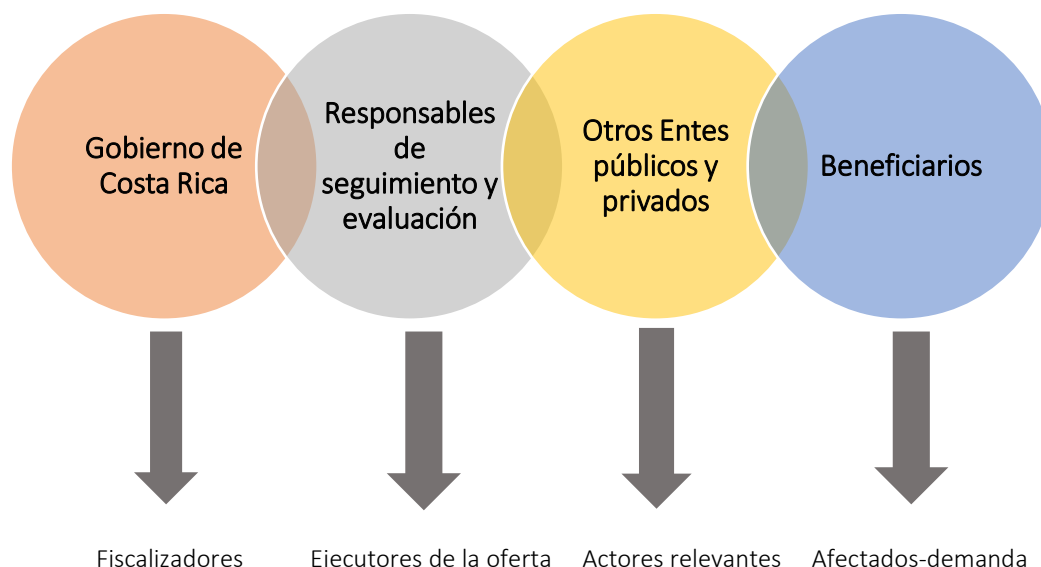 Gobierno de
Costa Rica
Responsables
de
seguimiento y
evaluación
Otros Entes
públicos y
privados
Beneficiarios
Fiscalizadores
Ejecutores de la oferta
Actores relevantes
Afectados-demanda